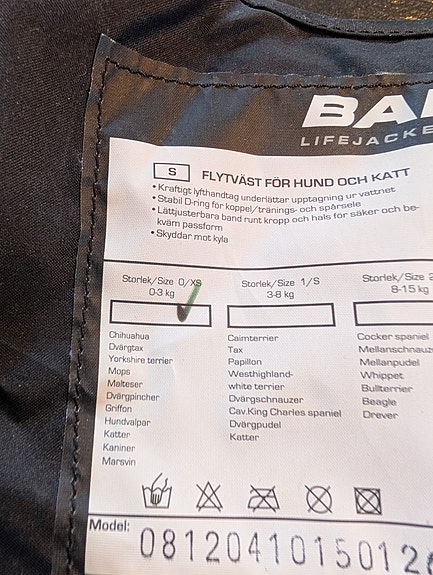 BAL
LIFEJACKE
S FLYTVÄST FÖR HUND OCH KATT
• Kraftigt lyfthandtag underlättar upptagning ur vattnet
• Stabil D-ring för koppel/tränings- och spårsele
• Lättjusterbara band runt kropp och hals för säker och be-
kväm passform
• Skyddar mot kyla
Storlek/Size 0/XS
0-3 kg
Chihuahua
Dvärgtax
Yorkshire terrier
Mops
Malteser
Dvärgpincher
Griffon
Hundvalpar
Katter
Kaniner
Marsvin
Storlek/Size 1/S
3-8 kg
Cairnterrier
Tax
Papillon
Westhighland-
white terrier
Dvärgschnauzer
Cav.King Charles spaniel
Dvärgpudel
Katter
Storlek/Size 2
8-15 kg
Cocker spaniel
Mellanschnauz
Mellanpudel
Whippet
Bullterrier
Beagle
Drever
Model: 0812041015012